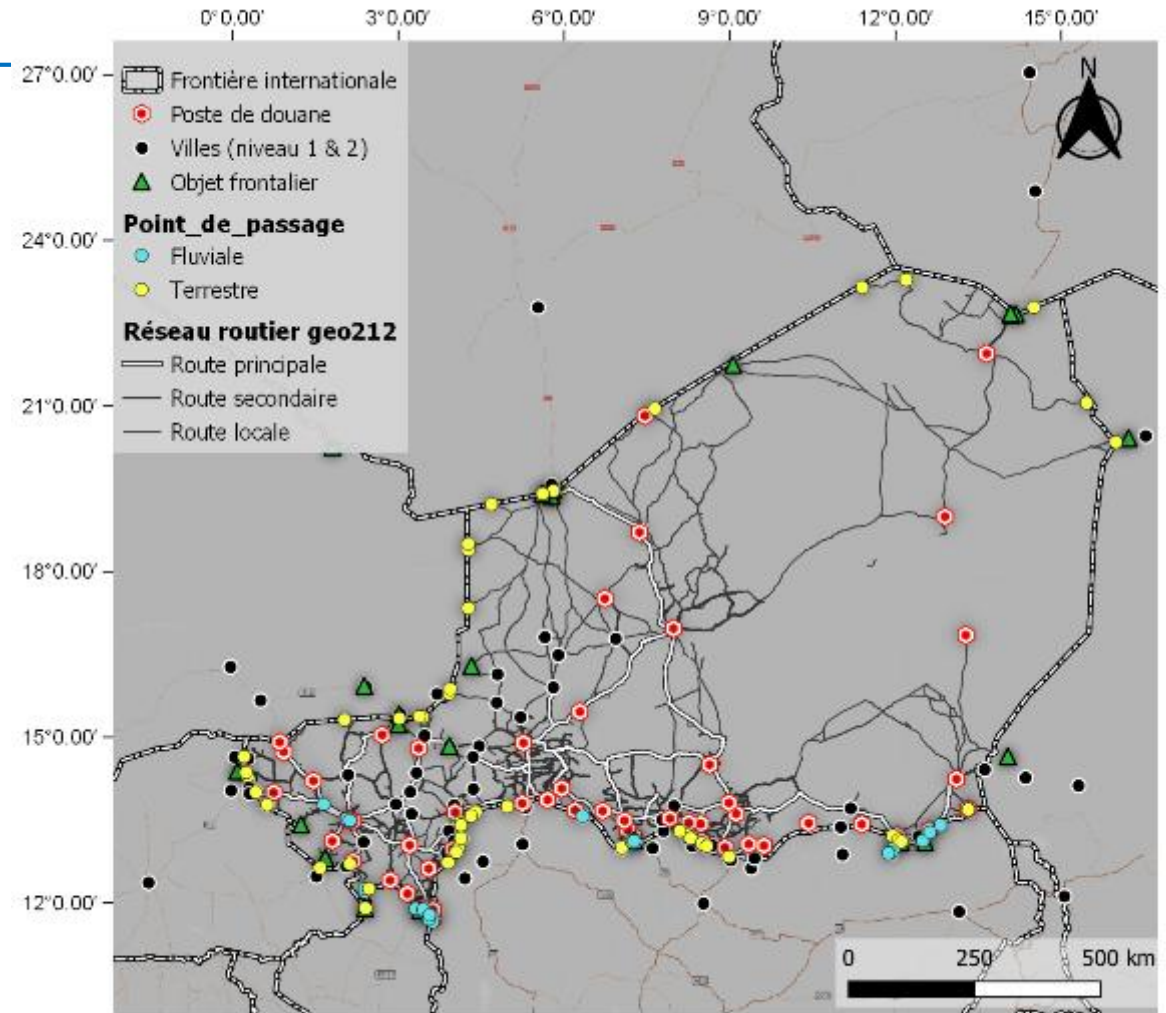 0°0.00′ 3°0.00′ 6°0.00′ 9°0.00′ 12°0.00′ 15°0.00′
27°0.00′
Frontière internationale
Poste de douane
N
Villes (niveau 1 & 2)
Objet frontalier
Point_de_passage
24°0.00′
Fluviale
Terrestre
Réseau routier geo212
Route principale
Route secondaire
21°0.00′
Route locale
18°0.00′
15°0.00′
12°0.00′
0 250 500 km